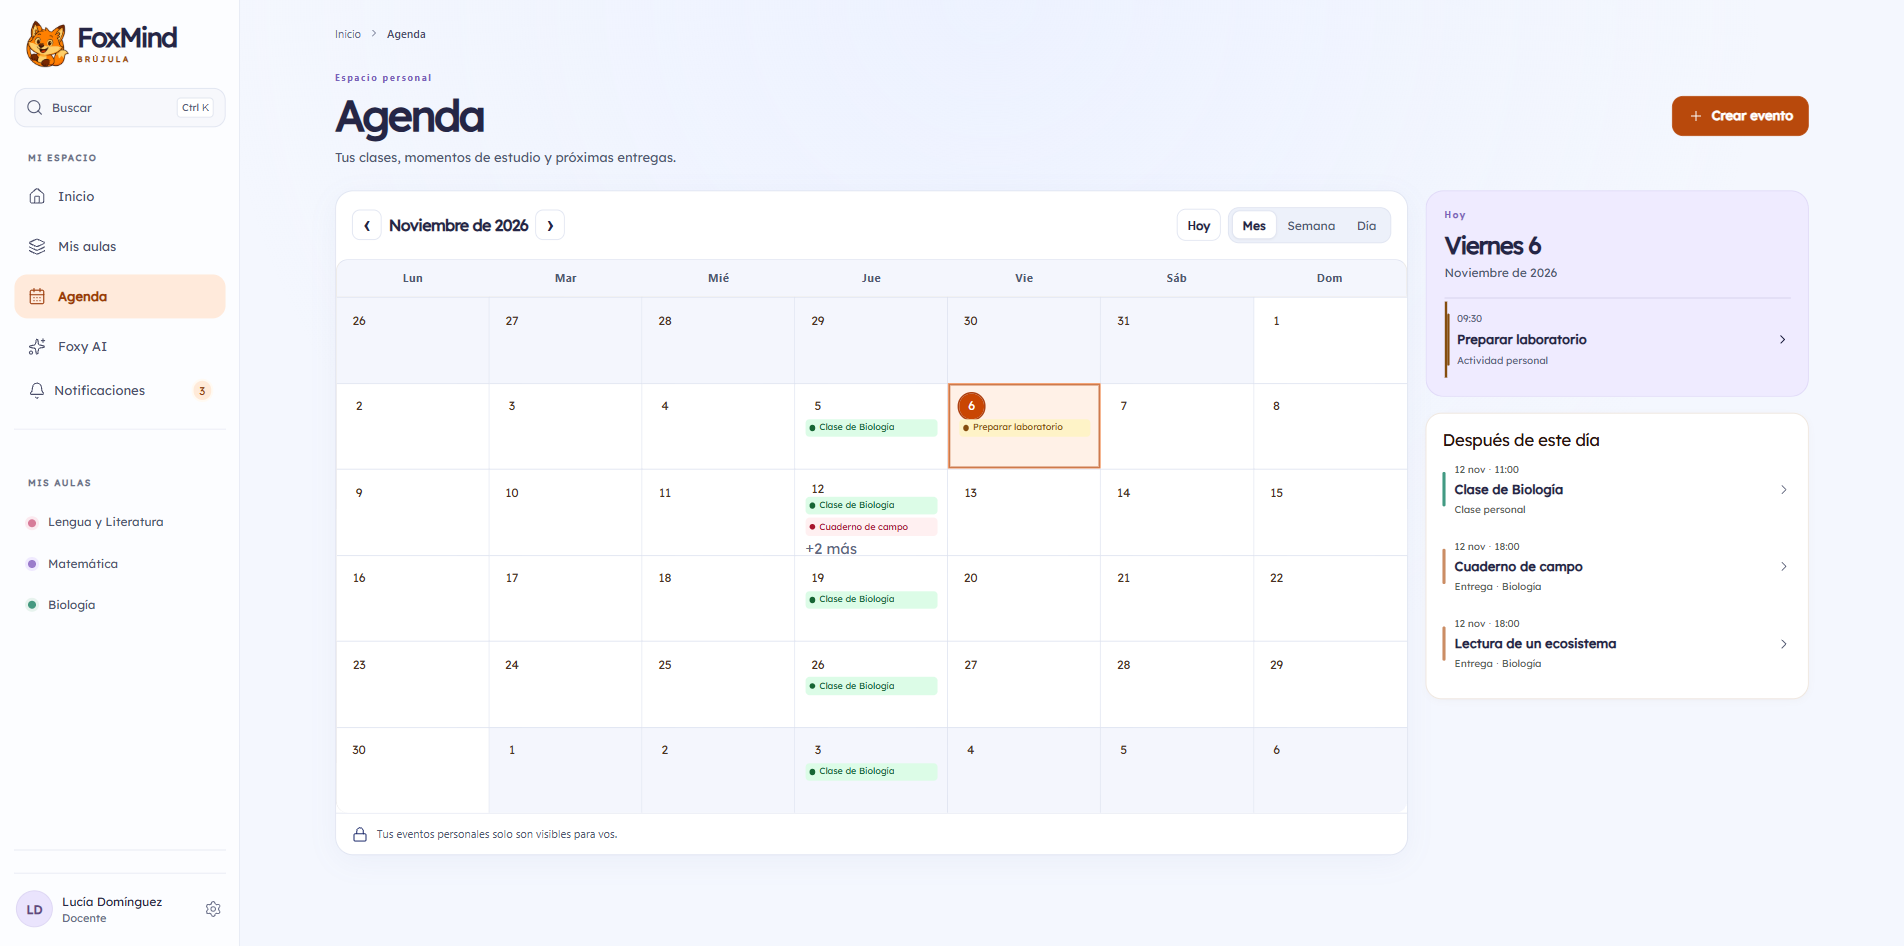 FoxMind
BRÚJULA
Buscar
Ctrl K
MI ESPACIO
Inicio
Mis aulas
Agenda
Foxy AI
Notificaciones
3
MIS AULAS
Lengua y Literatura
Matemática
Biología
LD
Lucía Domínguez
Docente
Inicio > Agenda
Espacio personal
Agenda
Tus clases, momentos de estudio y próximas entregas.
+ Crear evento
Noviembre de 2026
Hoy
Mes Semana Día
Lun Mar Mié Jue Vie Sáb Dom
26 27 28 29 30 31 1
2 3 4 5 6 7 8
Clase de Biología
Preparar laboratorio
9 10 11 12 13 14 15
Clase de Biología
Cuaderno de campo
+2 más
16 17 18 19 20 21 22
Clase de Biología
23 24 25 26 27 28 29
Clase de Biología
30 1 2 3 4 5 6
Clase de Biología
Tus eventos personales solo son visibles para vos.
Hoy
Viernes 6
Noviembre de 2026
09:30
Preparar laboratorio
Actividad personal
Después de este día
12 nov · 11:00
Clase de Biología
Clase personal
12 nov · 18:00
Cuaderno de campo
Entrega · Biología
12 nov · 18:00
Lectura de un ecosistema
Entrega · Biología